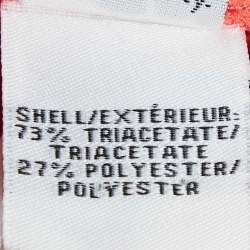 SHELL/EXTÉRIEUR:
73% TRIACETATE/
TRIACETATE
27% POLYESTER/
POLYESTER